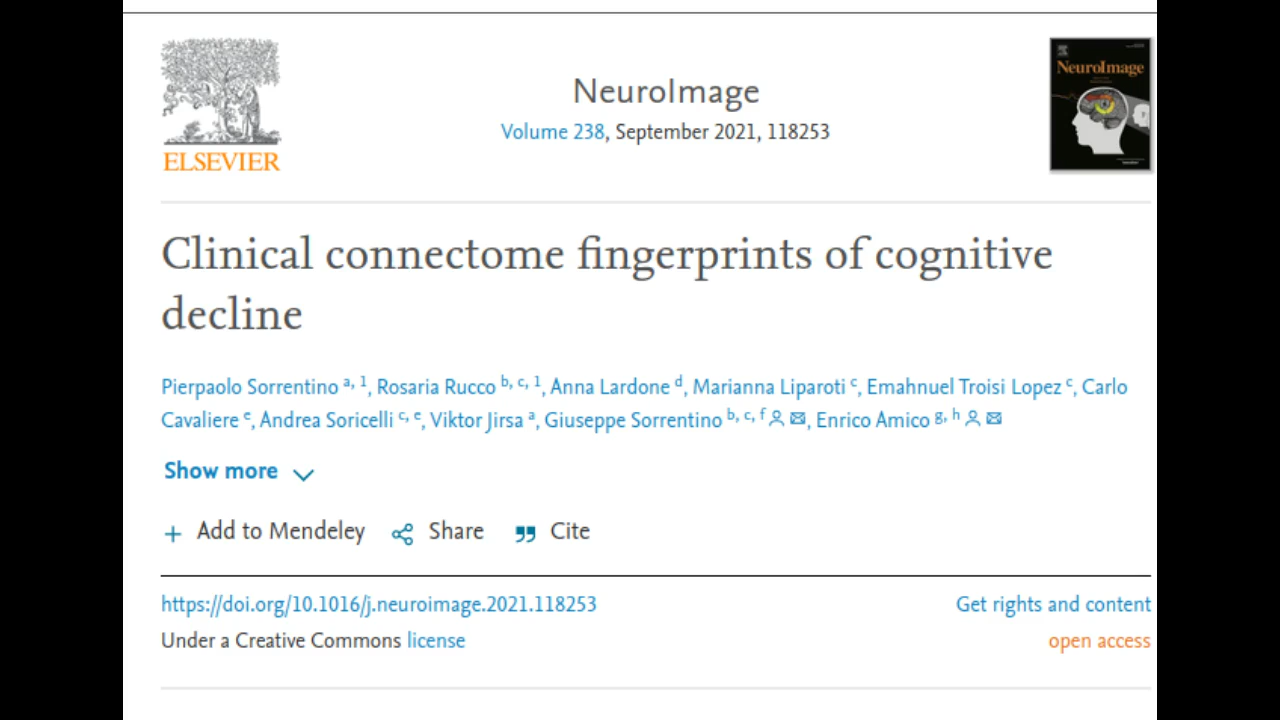 ELSEVIER
NeuroImage
Volume 238, September 2021, 118253
NeuroImage
Clinical connectome fingerprints of cognitive
decline
Pierpaolo Sorrentino a, 1, Rosaria Rucco b, c, 1, Anna Lardone d, Marianna Liparoti c, Emahnuel Troisi Lopez c, Carlo
Cavaliere e, Andrea Soricelli c, e, Viktor Jirsa a, Giuseppe Sorrentino b, c, f, Enrico Amico g, h
Show more
Add to Mendeley Share Cite
https://doi.org/10.1016/j.neuroimage.2021.118253 Get rights and content
Under a Creative Commons license open access